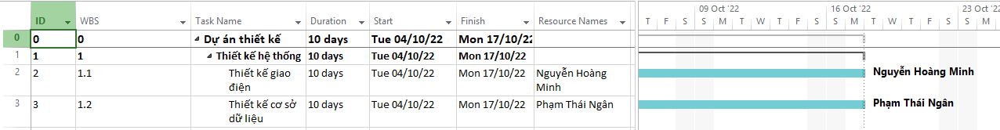 ID WBS Task Name Duration Start Finish Resource Names
09 Oct '22 16 Oct '22 23 Oct '22
T F S S M T W T F S S M T W T F S S M
0 0 0 Dự án thiết kế 10 days Tue 04/10/22 Mon 17/10/22
1 1 1 Thiết kế hệ thống 10 days Tue 04/10/22 Mon 17/10/22
2 2 1.1 Thiết kế giao 10 days Tue 04/10/22 Mon 17/10/22 Nguyễn Hoàng Nguyễn Hoàng Minh
điện Minh
3 3 1.2 Thiết kế cơ sở 10 days Tue 04/10/22 Mon 17/10/22 Phạm Thái Ngân Phạm Thái Ngân
dữ liệu